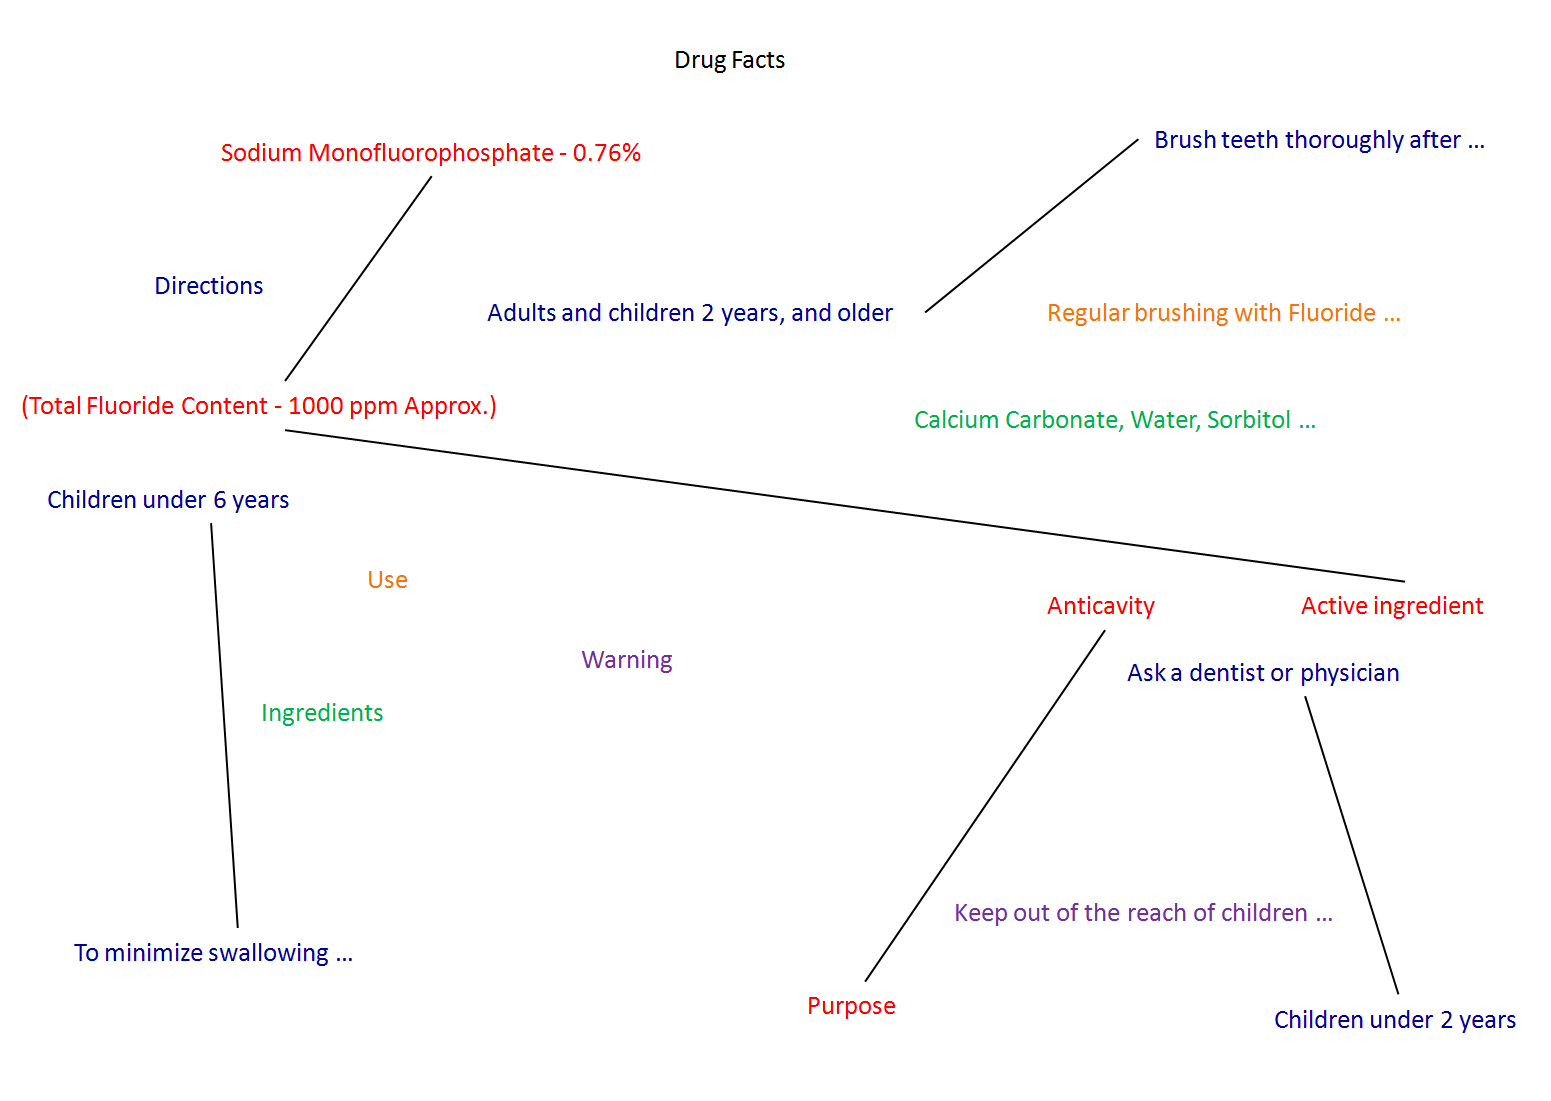 Drug Facts
Brush teeth thoroughly after ...
Sodium Monofluorophosphate - 0.76%
Directions
Adults and children 2 years, and older
Regular brushing with Fluoride ...
(Total Fluoride Content - 1000 ppm Approx.)
Calcium Carbonate, Water, Sorbitol ...
Children under 6 years
Use
Anticavity
Active ingredient
Warning
Ask a dentist or physician
Ingredients
Keep out of the reach of children ...
To minimize swallowing ...
Purpose
Children under 2 years